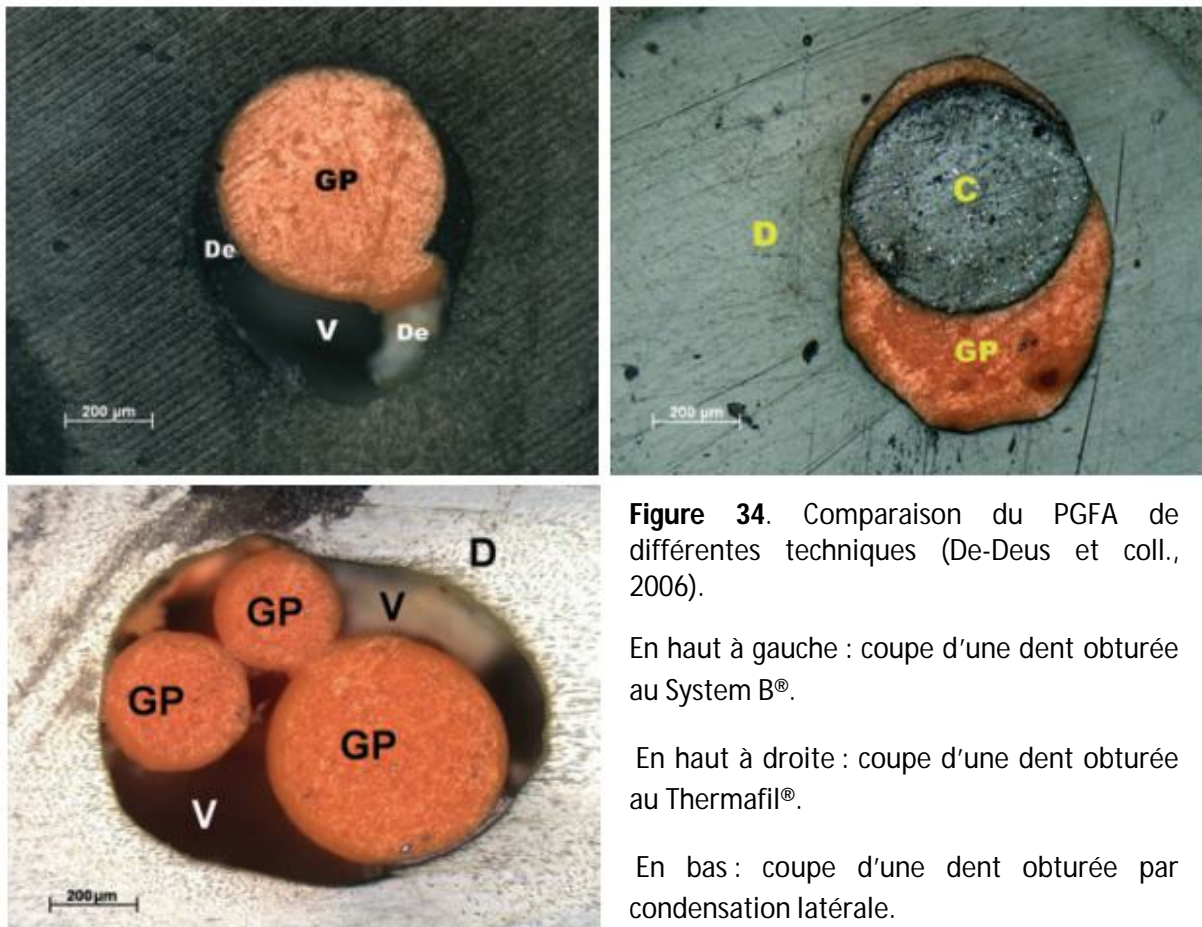 GP
De
V
De
200 µm
C
D
GP
200 µm
D
GP
V
GP
GP
V
200µm
Figure 34. Comparaison du PGFA de
différentes techniques (De-Deus et coll.,
2006).
En haut à gauche : coupe d’une dent obturée
au System B®.
En haut à droite : coupe d’une dent obturée
au Thermafil®.
En bas : coupe d’une dent obturée par
condensation latérale.